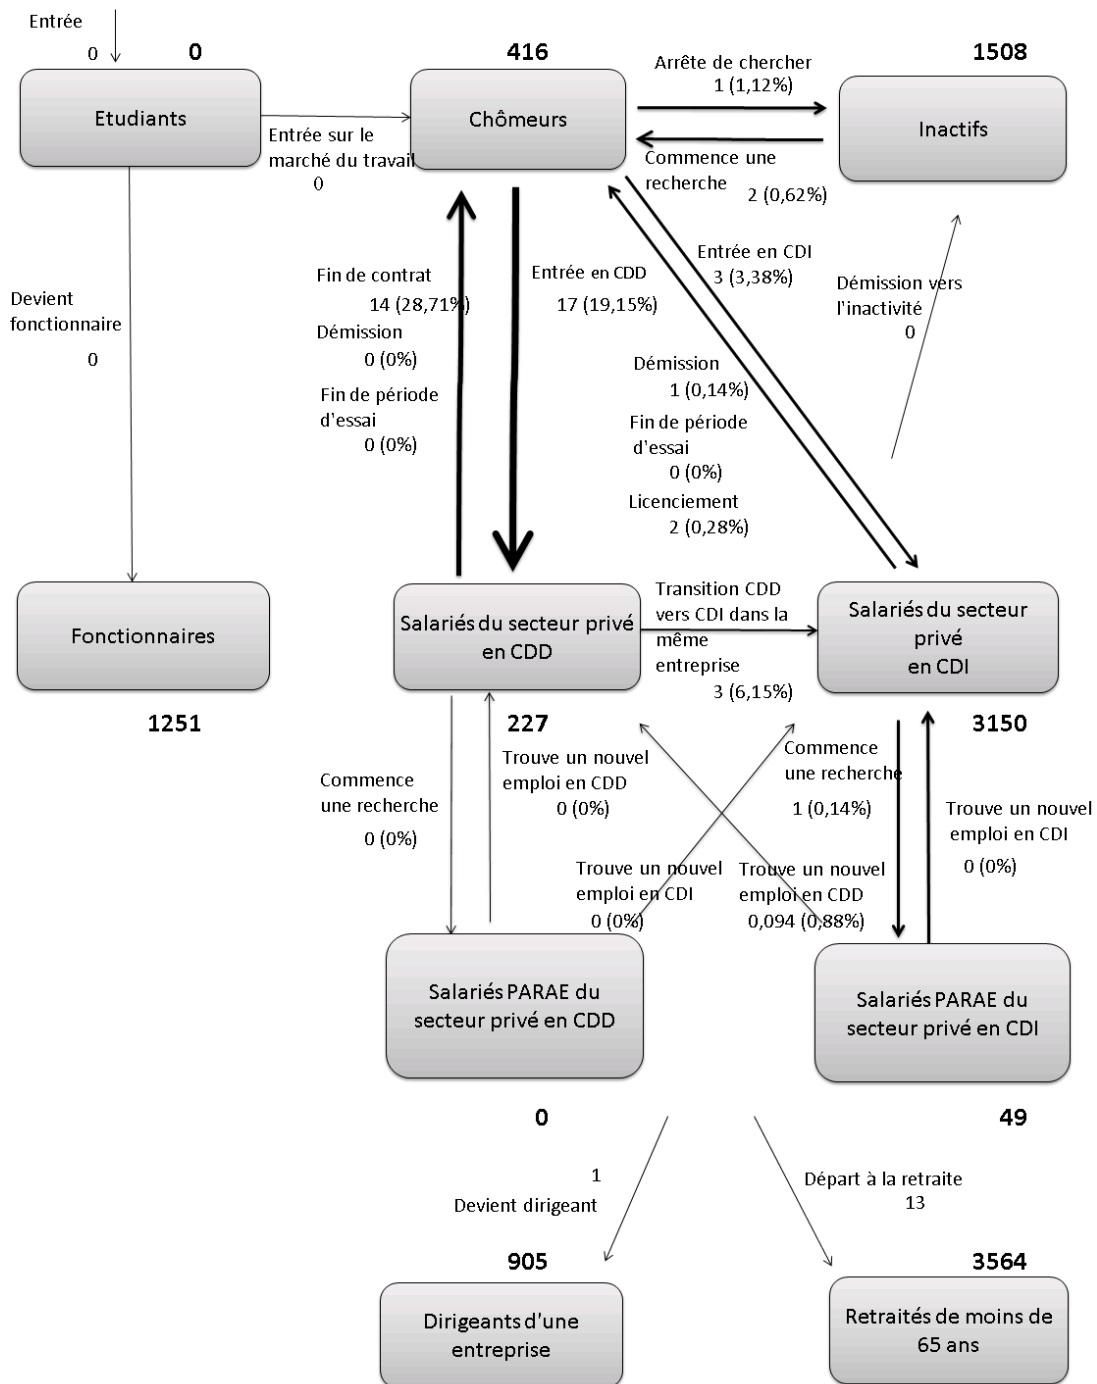 Entrée
0
0
Etudiants
416
Chômeurs
Arrête de chercher
1 (1,12%)
1508
Inactifs
Entrée sur le
marché du travail
0
Commence une
recherche
2 (0,62%)
Devient
fonctionnaire
0
Fin de contrat
14 (28,71%)
Démission
0 (0%)
Fin de période
d'essai
0 (0%)
Entrée en CDD
17 (19,15%)
Entrée en CDI
3 (3,38%)
Démission
1 (0,14%)
Fin de période
d'essai
0 (0%)
Licenciement
2 (0,28%)
Démission vers
l'inactivité
0
Fonctionnaires
1251
Salariés du secteur privé
en CDD
227
Transition CDD
vers CDI dans la
même
entreprise
3 (6,15%)
Salariés du secteur
privé
en CDI
3150
Commence
une recherche
0 (0%)
Trouve un nouvel
emploi en CDD
0 (0%)
Commence
une recherche
1 (0,14%)
Trouve un nouvel
emploi en CDI
0 (0%)
Trouve un nouvel
emploi en CDI
0 (0%)
Trouve un nouvel
emploi en CDD
0,094 (0,88%)
Salariés PARAE du
secteur privé en CDD
0
Salariés PARAE du
secteur privé en CDI
49
1
Devient dirigeant
Départ à la retraite
13
905
Dirigeants d'une
entreprise
3564
Retraités de moins de
65 ans